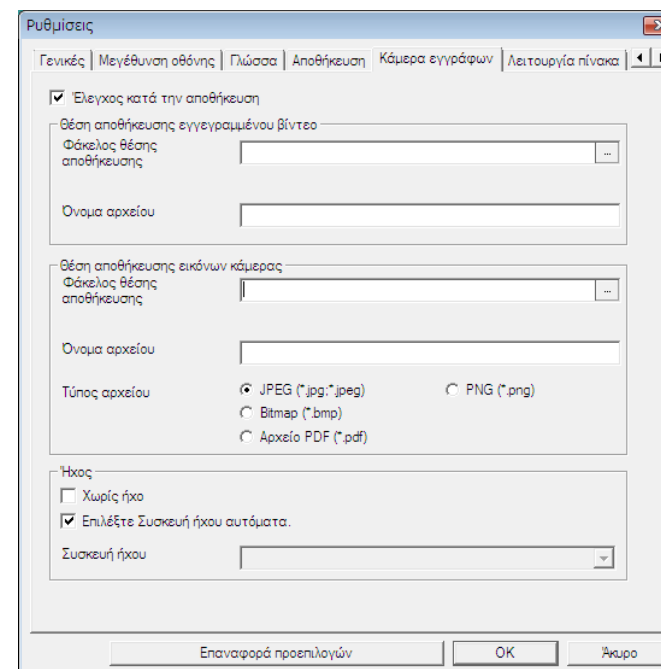 Ρυθμίσεις
Γενικές Μεγέθυνση οθόνης Γλώσσα Αποθήκευση Κάμερα εγγράφων Λειτουργία πίνακα
Έλεγχος κατά την αποθήκευση
Θέση αποθήκευσης εγγεγραμμένου βίντεο
Φάκελος θέσης
αποθήκευσης
...
Όνομα αρχείου
Θέση αποθήκευσης εικόνων κάμερας
Φάκελος θέσης
αποθήκευσης
...
Όνομα αρχείου
Τύπος αρχείου
JPEG (*.jpg;*.jpeg) PNG (*.png)
Bitmap (*.bmp)
Αρχείο PDF (*.pdf)
Ήχος
Χωρίς ήχο
Επιλέξτε Συσκευή ήχου αυτόματα.
Συσκευή ήχου
Επαναφορά προεπιλογών OK Άκυρο